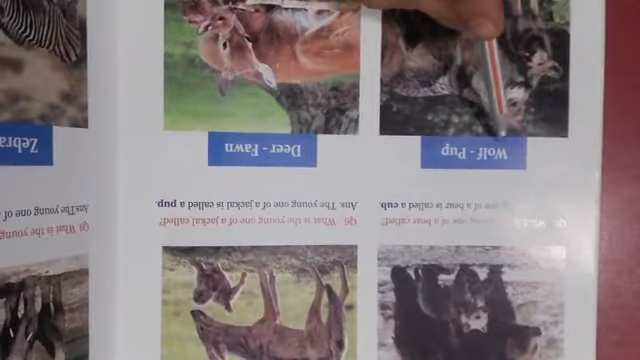 young one of a bear called?
one of a bear is called a cub.
Wolf - Pup
Q6. What is the young one of a jackal called?
Ans. The young one of a jackal is called a pup.
Deer - Fawn
Q9 What is the young
Ans.The young one of a
Zebra